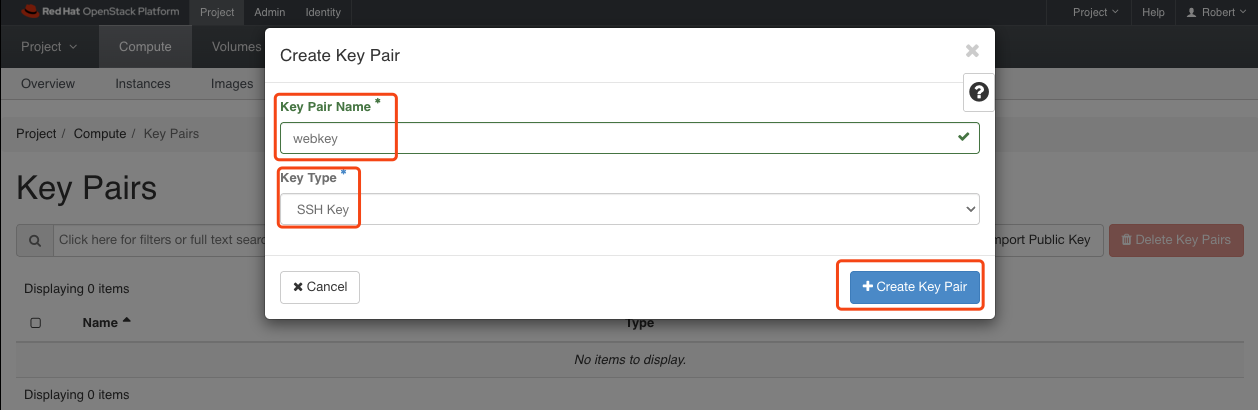 Red Hat OpenStack Platform Project Admin Identity Project Help Robert
Project Compute Volumes
Overview Instances Images
Create Key Pair
Key Pair Name *
webkey
Key Type *
SSH Key
Project / Compute / Key Pairs
Key Pairs
Click here for filters or full text searc mport Public Key Delete Key Pairs
Cancel Create Key Pair
Displaying 0 items
Name Type
No items to display.
Displaying 0 items